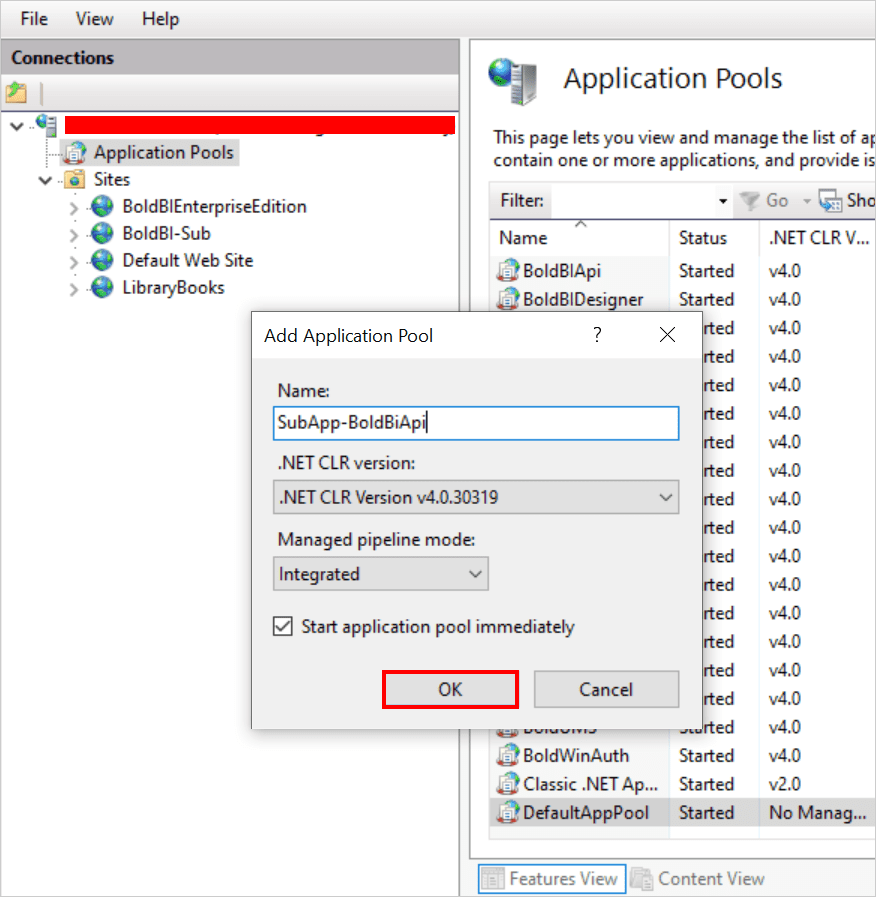 File View Help
Connections
Application Pools
Sites
BoldBIEnterpriseEdition
BoldBI-Sub
Default Web Site
LibraryBooks
Application Pools
This page lets you view and manage the list of ap
contain one or more applications, and provide is
Filter: Go Sho
Name Status .NET CLR V...
BoldBIApi Started v4.0
BoldBIDesigner Started v4.0
rted v4.0
rted v4.0
rted v4.0
rted v4.0
rted v4.0
rted v4.0
rted v4.0
rted v4.0
rted v4.0
rted v4.0
rted v4.0
rted v4.0
rted v4.0
rted v4.0
BoldUMS Started v4.0
BoldWinAuth Started v4.0
Classic .NET Ap... Started v2.0
DefaultAppPool Started No Manag...
Features View Content View
Add Application Pool ?
Name:
SubApp-BoldBiApi
.NET CLR version:
.NET CLR Version v4.0.30319
Managed pipeline mode:
Integrated
Start application pool immediately
OK Cancel